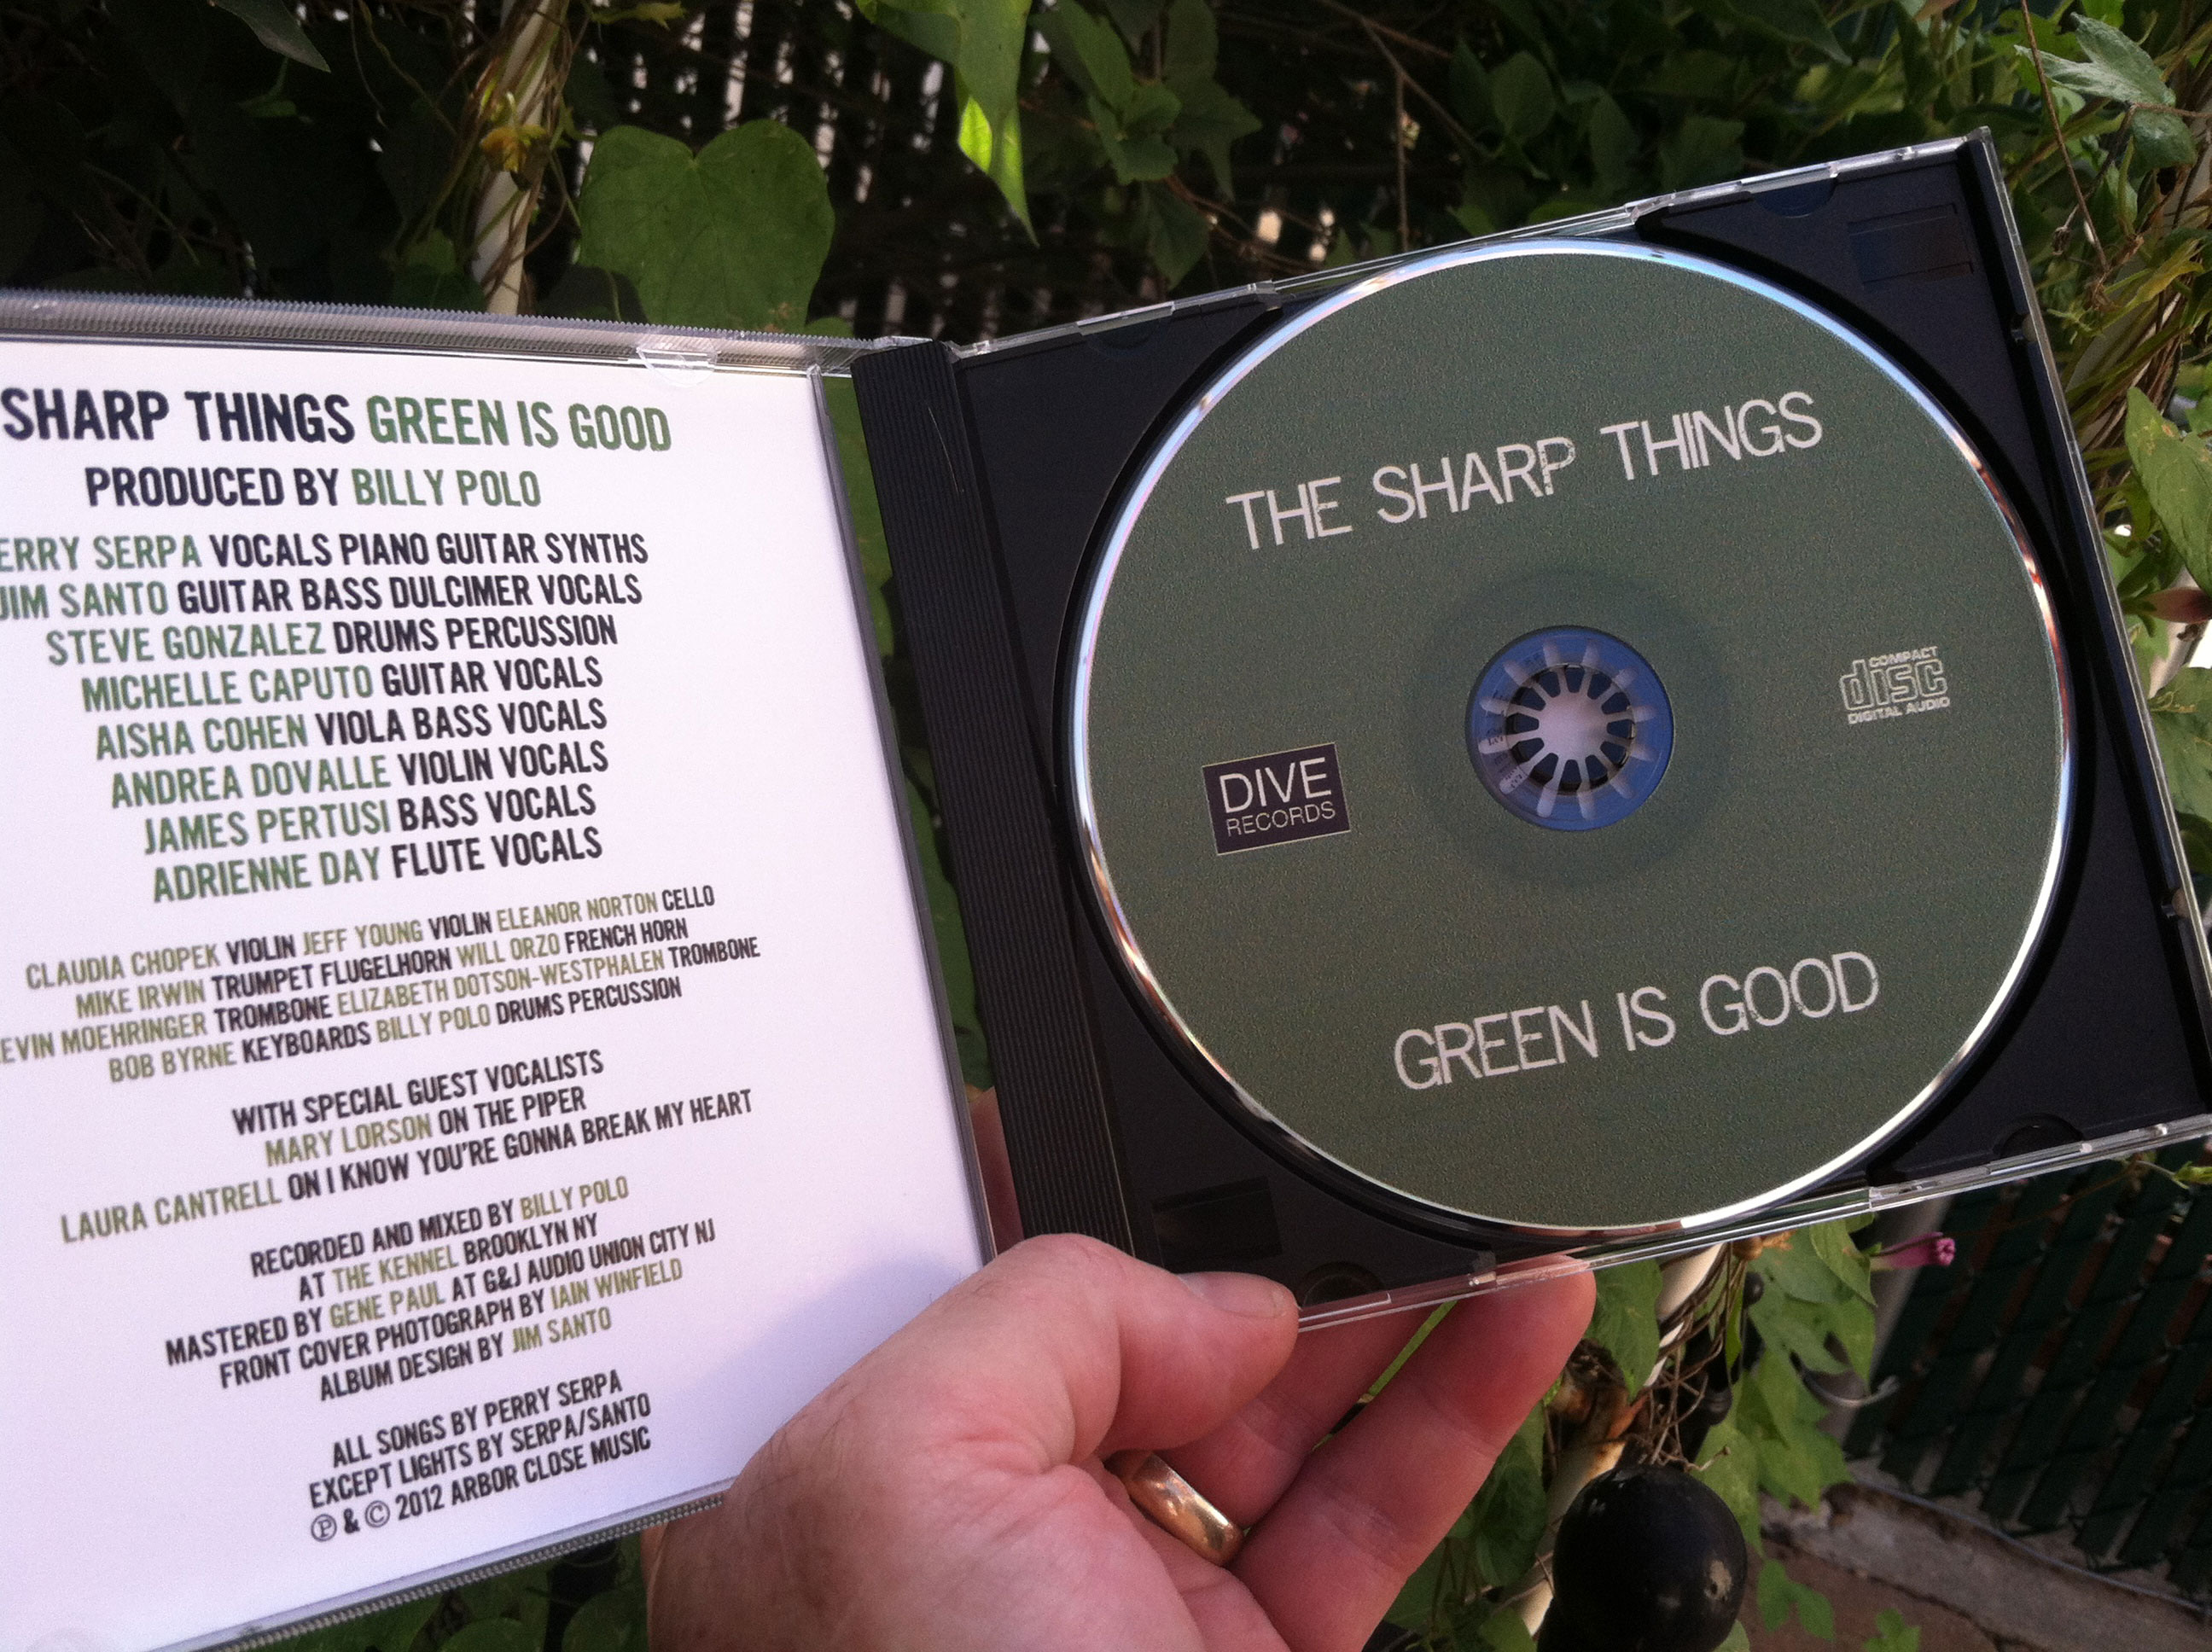 SHARP THINGS GREEN IS GOOD
PRODUCED BY BILLY POLO
ERRY SERPA VOCALS PIANO GUITAR SYNTHS
JIM SANTO GUITAR BASS DULCIMER VOCALS
STEVE GONZALEZ DRUMS PERCUSSION
MICHELLE CAPUTO GUITAR VOCALS
AISHA COHEN VIOLA BASS VOCALS
ANDREA DOVALLE VIOLIN VOCALS
JAMES PERTUSI BASS VOCALS
ADRIENNE DAY FLUTE VOCALS
CLAUDIA CHOPEK VIOLIN JEFF YOUNG VIOLIN ELEANOR NORTON CELLO
MIKE IRWIN TRUMPET FLUGELHORN WILL ORZO FRENCH HORN
EVIN MOEHRINGER TROMBONE ELIZABETH DOTSON-WESTPHALEN TROMBONE
BOB BYRNE KEYBOARDS BILLY POLO DRUMS PERCUSSION
WITH SPECIAL GUEST VOCALISTS
MARY LORSON ON THE PIPER
LAURA CANTRELL ON I KNOW YOU'RE GONNA BREAK MY HEART
RECORDED AND MIXED BY BILLY POLO
AT THE KENNEL BROOKLYN NY
MASTERED BY GENE PAUL AT G&J AUDIO UNION CITY NJ
FRONT COVER PHOTOGRAPH BY IAIN WINFIELD
ALBUM DESIGN BY JIM SANTO
ALL SONGS BY PERRY SERPA
EXCEPT LIGHTS BY SERPA/SANTO
℗ & © 2012 ARBOR CLOSE MUSIC
THE SHARP THINGS
COMPACT
disc
DIGITAL AUDIO
DIVE
RECORDS
GREEN IS GOOD